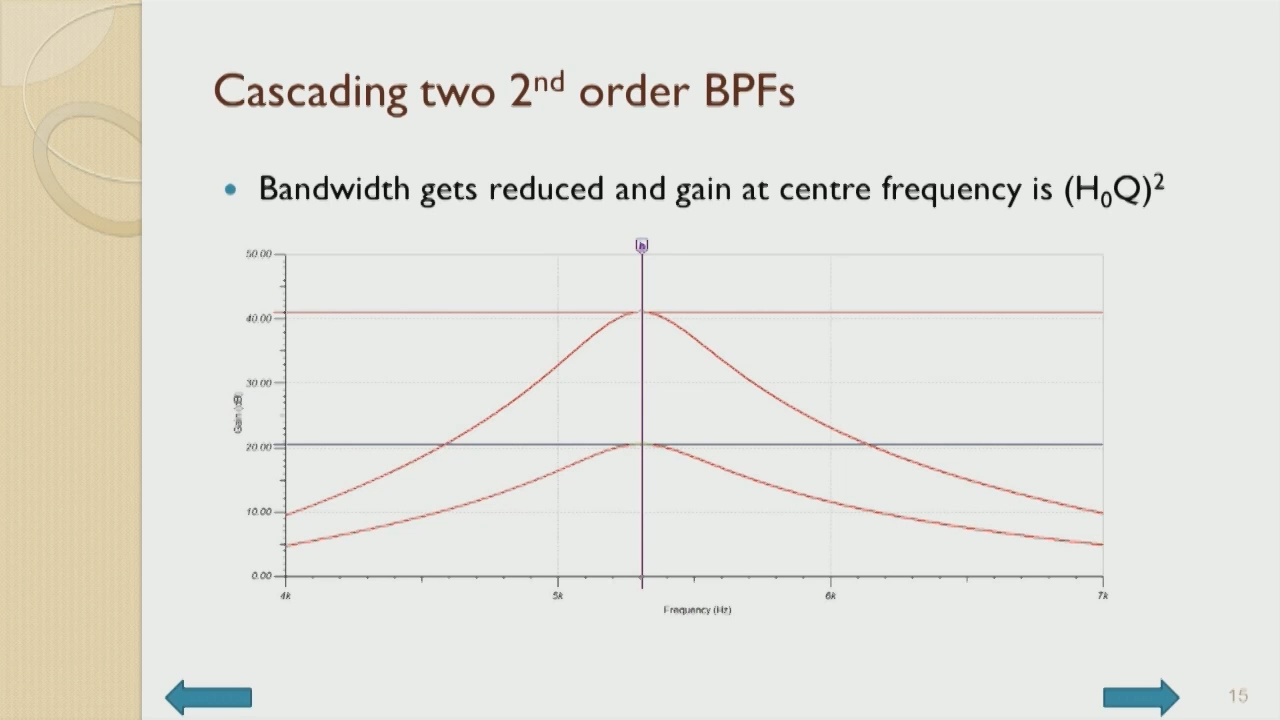 Cascading two 2nd order BPFs
Bandwidth gets reduced and gain at centre frequency is (H0Q)2
50.00
40.00
30.00
20.00
10.00
0.00
Gain (dB)
4k
5k
6k
7k
Frequency (Hz)
15